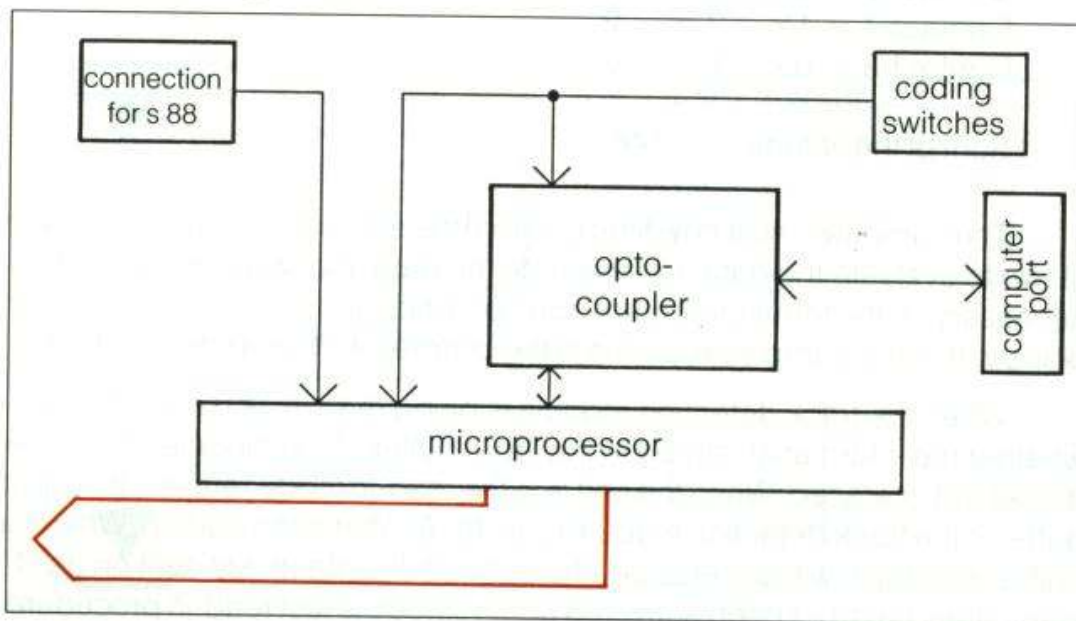 connection
for s 88
coding
switches
opto-
coupler
computer
port
microprocessor